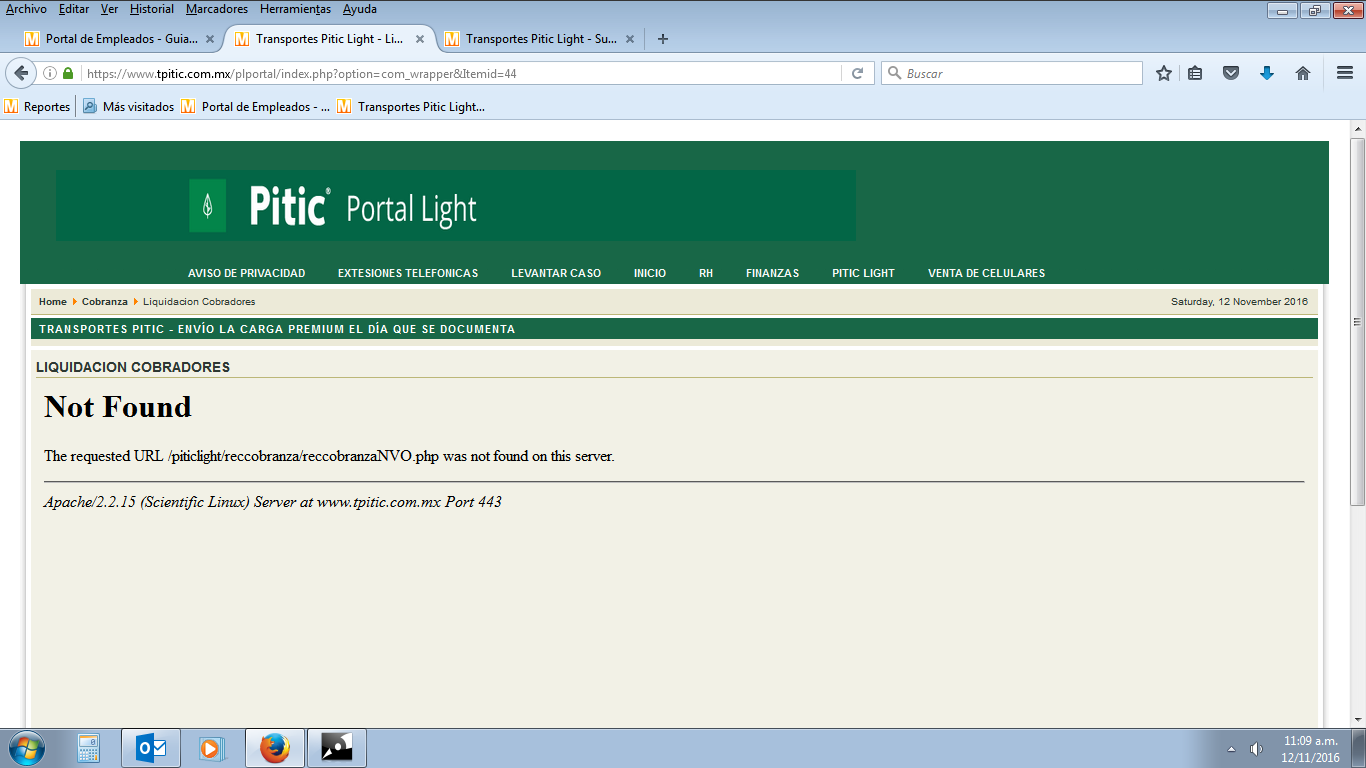 Archivo Editar Ver Historial Marcadores Herramientas Ayuda
Portal de Empleados - Guia... Transportes Pitic Light - Li... Transportes Pitic Light - Su...
https://www.tpitic.com.mx/plportal/index.php?option=com_wrapper&Itemid=44 Buscar
Reportes Más visitados Portal de Empleados - ... Transportes Pitic Light...
Pitic® Portal Light
AVISO DE PRIVACIDAD EXTESIONES TELEFONICAS LEVANTAR CASO INICIO RH FINANZAS PITIC LIGHT VENTA DE CELULARES
Home Cobranza Liquidacion Cobradores Saturday, 12 November 2016
TRANSPORTES PITIC - ENVÍO LA CARGA PREMIUM EL DÍA QUE SE DOCUMENTA
LIQUIDACION COBRADORES
Not Found
The requested URL /piticlight/reccobranza/reccobranzaNVO.php was not found on this server.
Apache/2.2.15 (Scientific Linux) Server at www.tpitic.com.mx Port 443
11:09 a.m.
12/11/2016